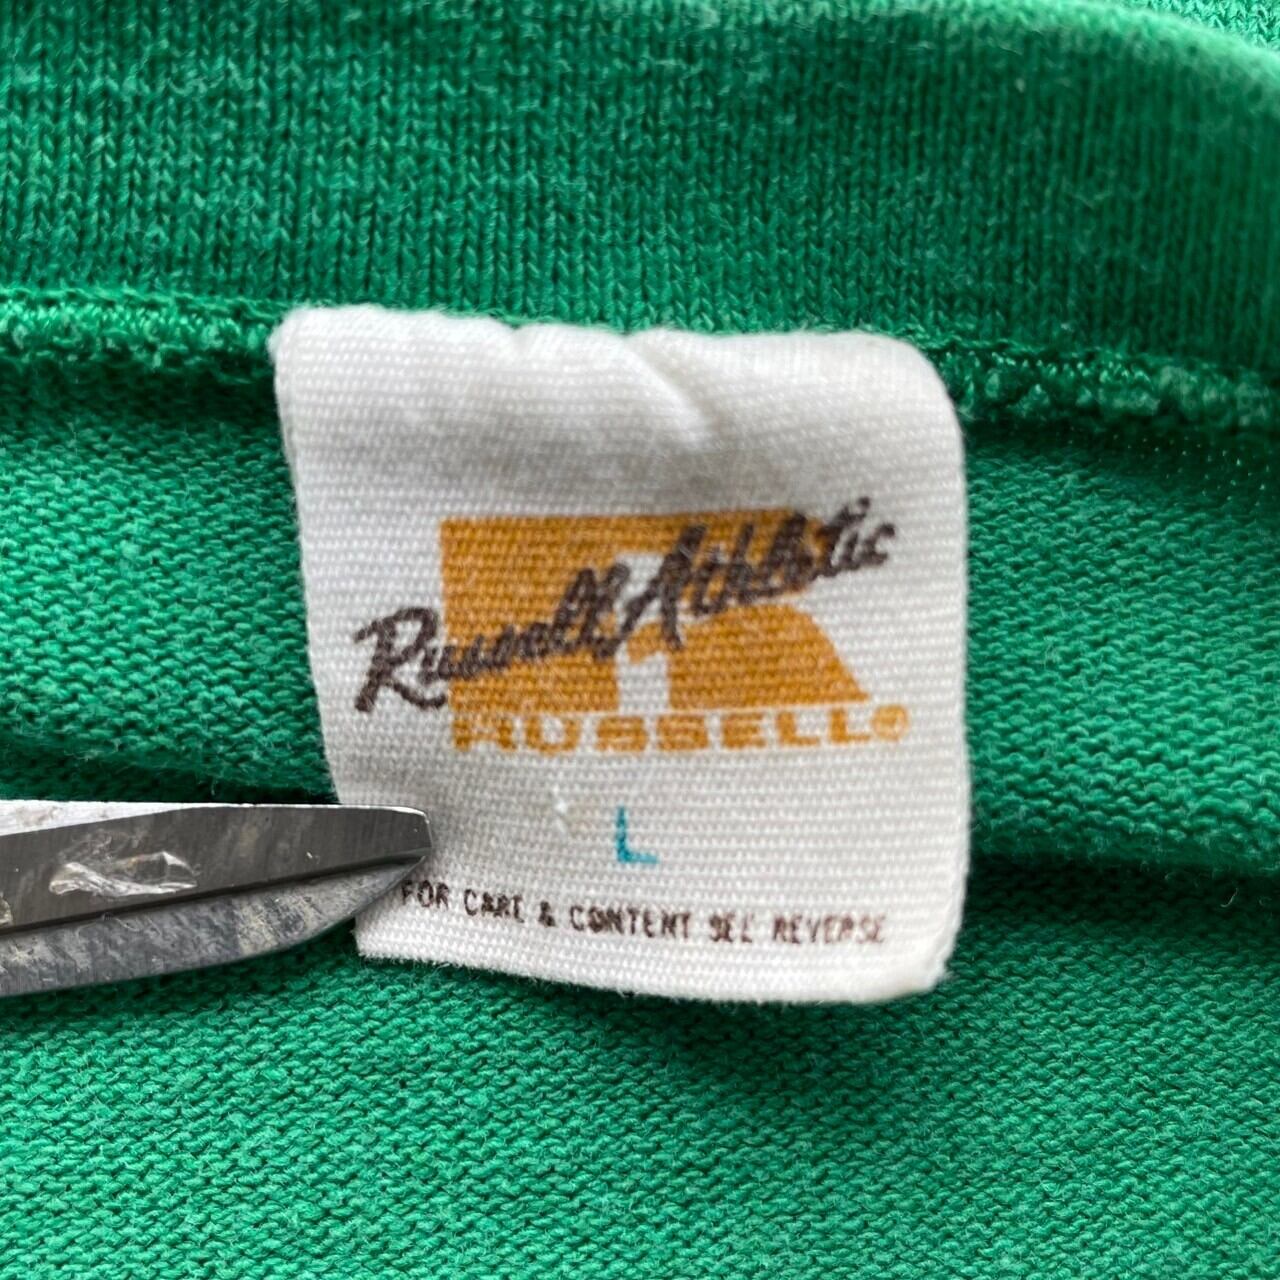 Russell Athletic
R
RUSSELL®
L
FOR CARE & CONTENT SEE REVERSE